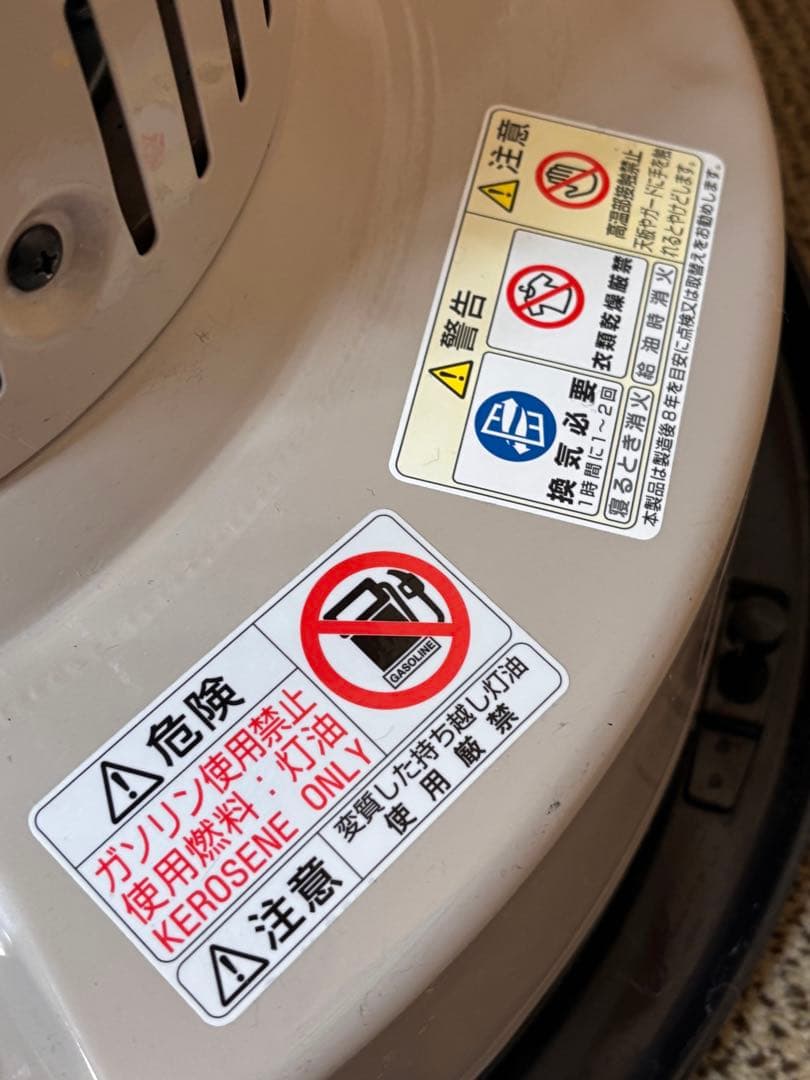 注意
高温部接触禁止
天板やガードに手を触
れるとやけどします。
警告
衣類乾燥厳禁
換気必要
1時間に1～2回
給油時消火
寝るとき消火
本製品は製造後8年を目安に点検又は取替えをお勧めします。
危険
ガソリン使用禁止
使用燃料：灯油
KEROSENE ONLY
GASOLINE
注意
変質した持ち越し灯油
使用厳禁